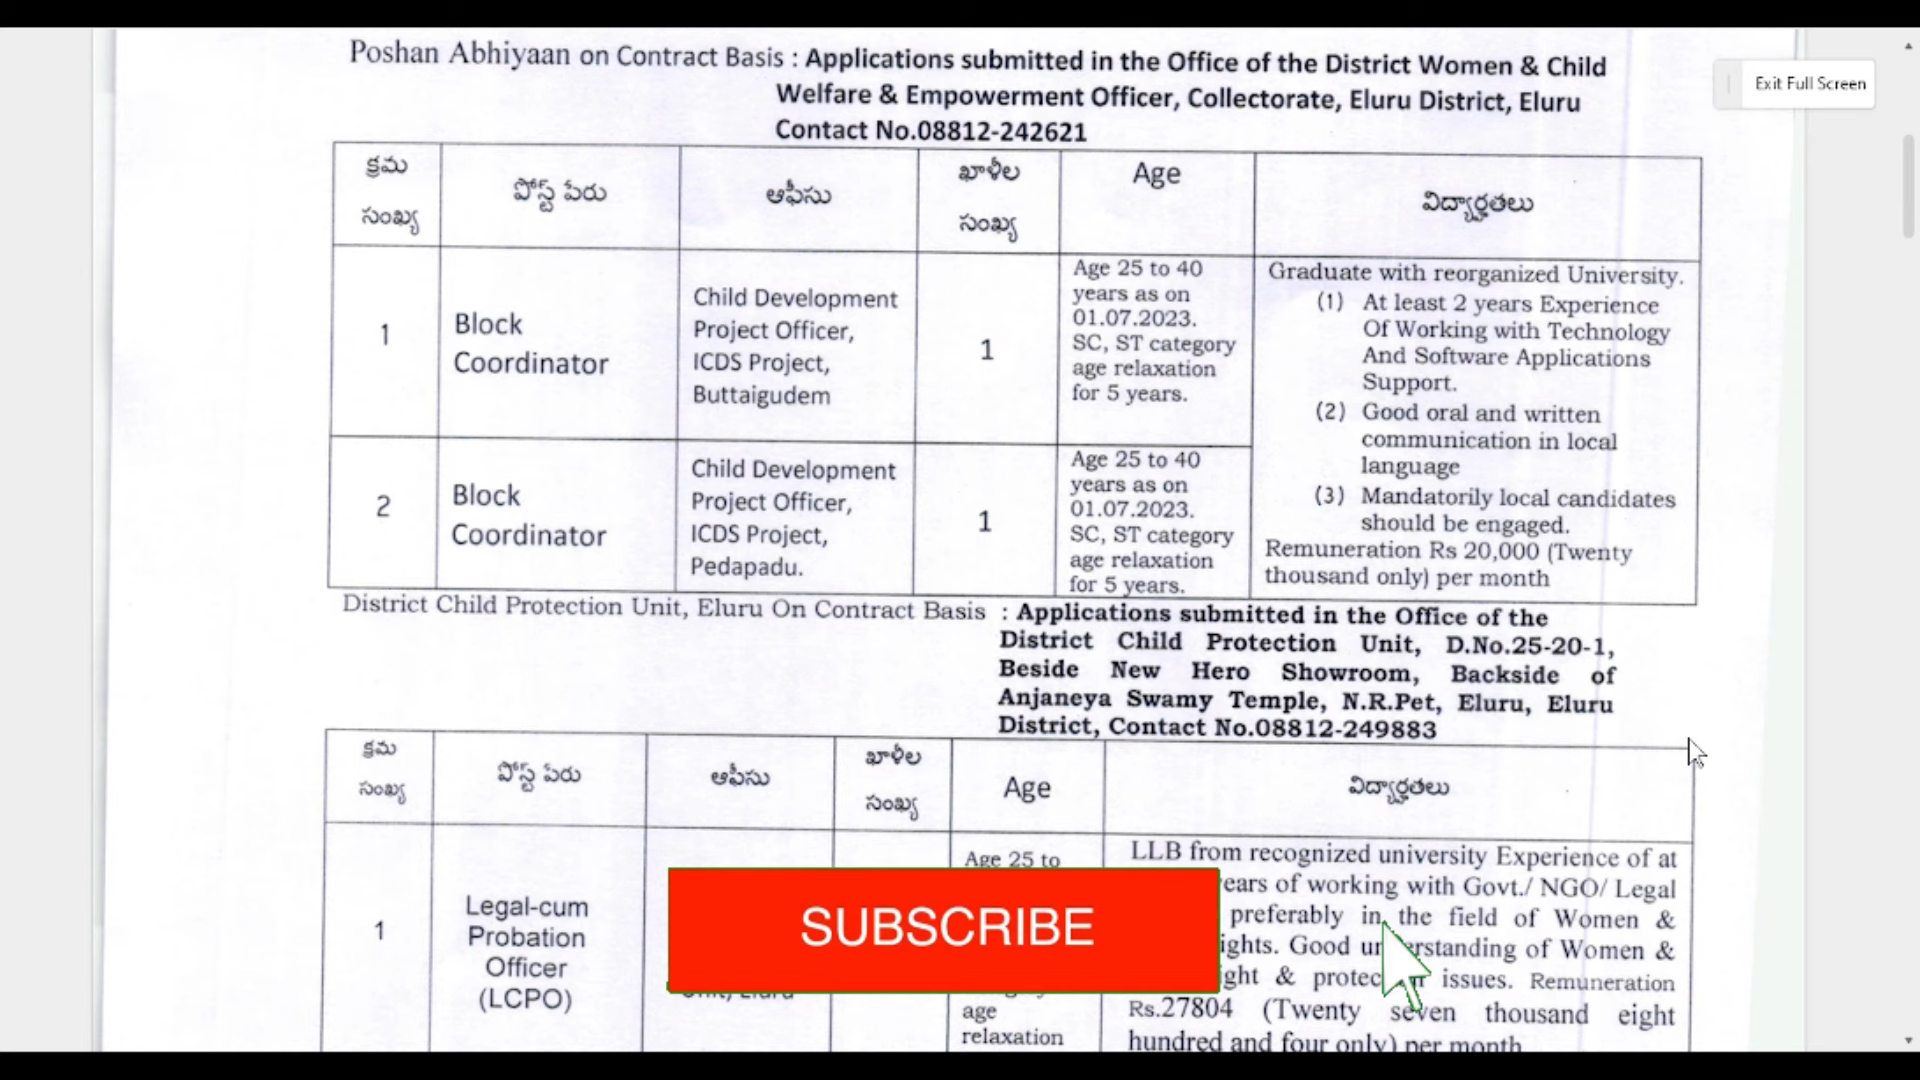 Poshan Abhiyaan on Contract Basis : Applications submitted in the Office of the District Women & Child
Welfare & Empowerment Officer, Collectorate, Eluru District, Eluru
Contact No.08812-242621
Exit Full Screen
క్రమ సంఖ్య
పోస్ట్ పేరు
ఆఫీసు
ఖాళీల సంఖ్య
Age
విద్యార్హతలు
1
Block
Coordinator
Child Development
Project Officer,
ICDS Project,
Buttaigudem
1
Age 25 to 40
years as on
01.07.2023.
SC, ST category
age relaxation
for 5 years.
Graduate with reorganized University.
(1) At least 2 years Experience
Of Working with Technology
And Software Applications
Support.
(2) Good oral and written
communication in local
language
(3) Mandatorily local candidates
should be engaged.
Remuneration Rs 20,000 (Twenty
thousand only) per month
2
Block
Coordinator
Child Development
Project Officer,
ICDS Project,
Pedapadu.
1
Age 25 to 40
years as on
01.07.2023.
SC, ST category
age relaxation
for 5 years.
District Child Protection Unit, Eluru On Contract Basis : Applications submitted in the Office of the
District Child Protection Unit, D.No.25-20-1,
Beside New Hero Showroom, Backside of
Anjaneya Swamy Temple, N.R.Pet, Eluru, Eluru
District, Contact No.08812-249883
క్రమ సంఖ్య
పోస్ట్ పేరు
ఆఫీసు
ఖాళీల సంఖ్య
Age
విద్యార్హతలు
1
Legal-cum
Probation
Officer
(LCPO)
Age 25 to
age
relaxation
LLB from recognized university Experience of at
of working with Govt./ NGO/ Legal
preferably in the field of Women &
Good understanding of Women &
& issues. Remuneration
Rs.27804 (Twenty seven thousand eight
hundred and four only) per month
SUBSCRIBE